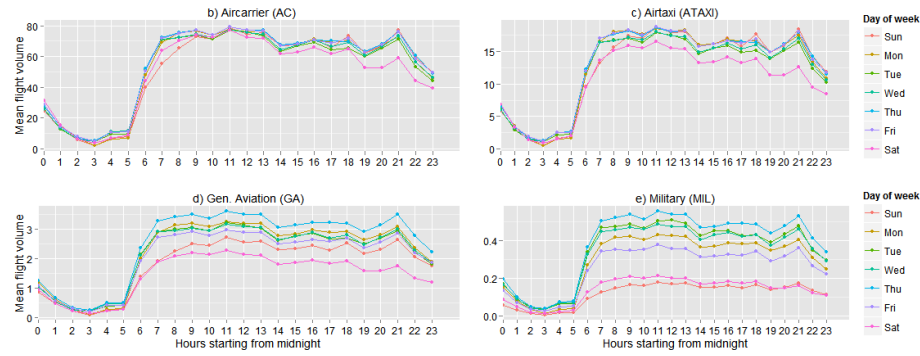 b) Aircarrier (AC)
Mean flight volume
80
60
40
20
0
0 1 2 3 4 5 6 7 8 9 10 11 12 13 14 15 16 17 18 19 20 21 22 23
c) Airtaxi (ATAXI)
15
10
5
0
0 1 2 3 4 5 6 7 8 9 10 11 12 13 14 15 16 17 18 19 20 21 22 23
Day of week
Sun
Mon
Tue
Wed
Thu
Fri
Sat
d) Gen. Aviation (GA)
Mean flight volume
3
2
1
0
0 1 2 3 4 5 6 7 8 9 10 11 12 13 14 15 16 17 18 19 20 21 22 23
Hours starting from midnight
e) Military (MIL)
0.4
0.2
0.0
0 1 2 3 4 5 6 7 8 9 10 11 12 13 14 15 16 17 18 19 20 21 22 23
Hours starting from midnight
Day of week
Sun
Mon
Tue
Wed
Thu
Fri
Sat